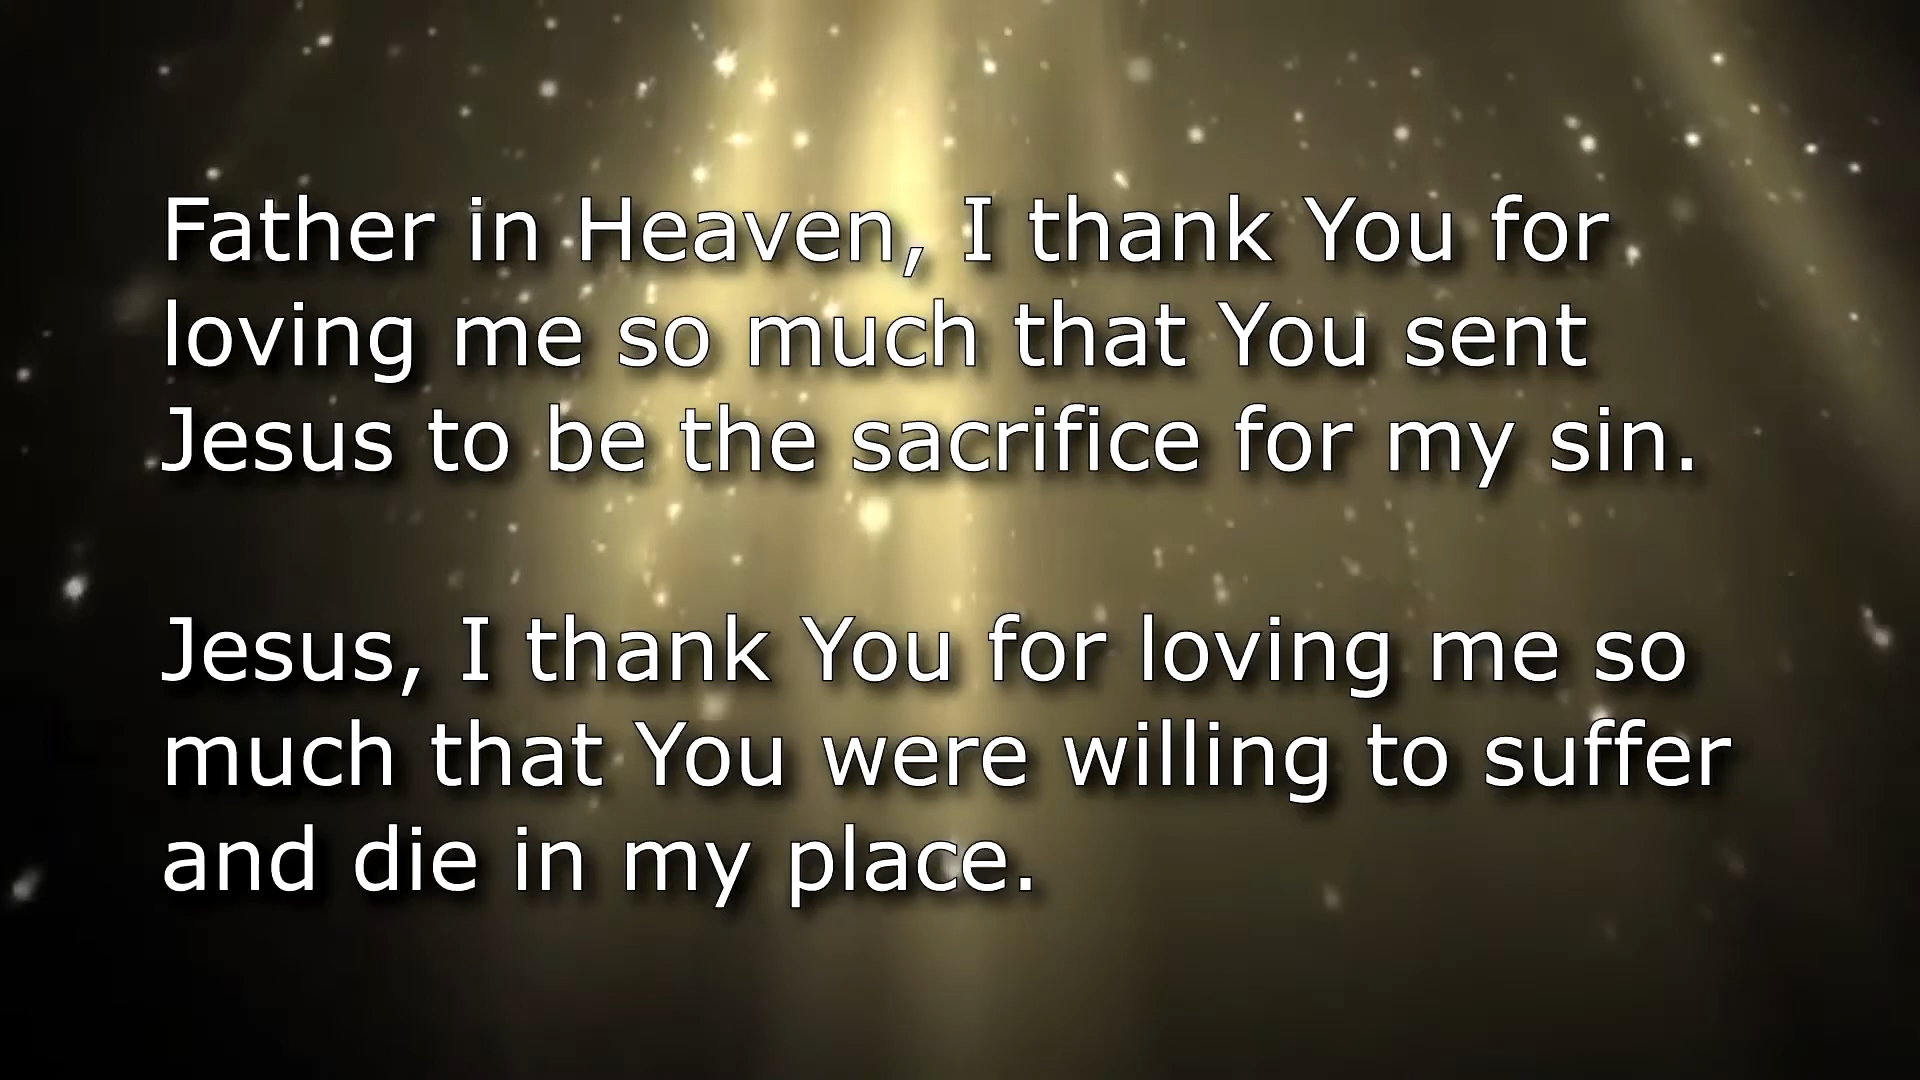 Father in Heaven, I thank You for
loving me so much that You sent
Jesus to be the sacrifice for my sin.
Jesus, I thank You for loving me so
much that You were willing to suffer
and die in my place.